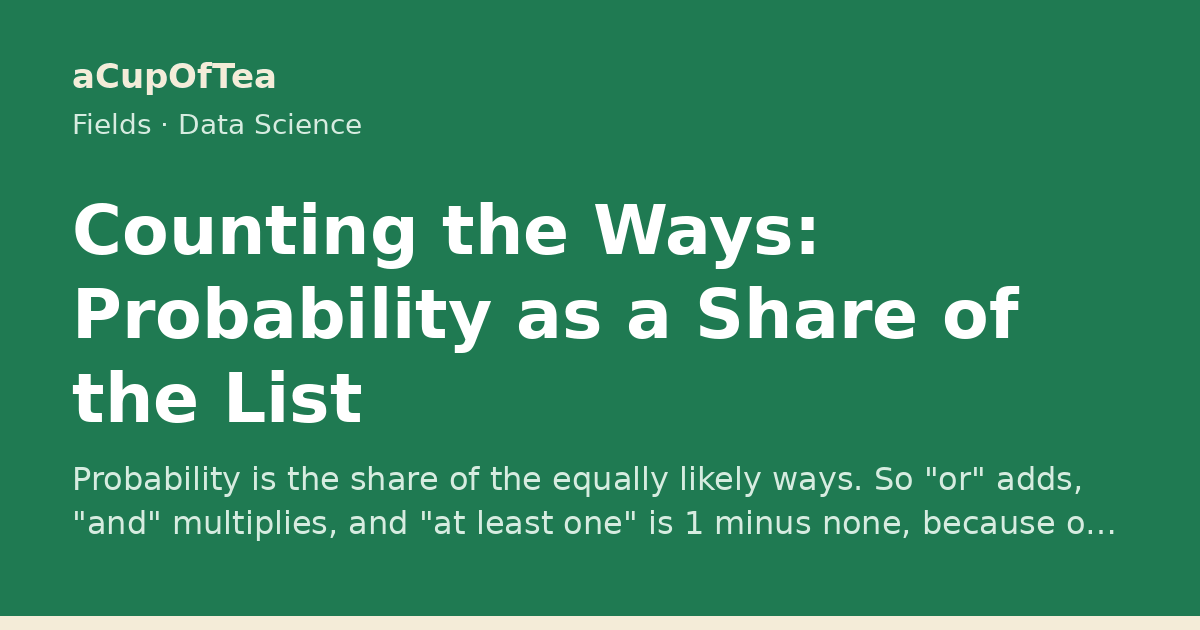 aCupOfTea
Fields · Data Science
Counting the Ways:
Probability as a Share of
the List
Probability is the share of the equally likely ways. So "or" adds,
"and" multiplies, and "at least one" is 1 minus none, because o…